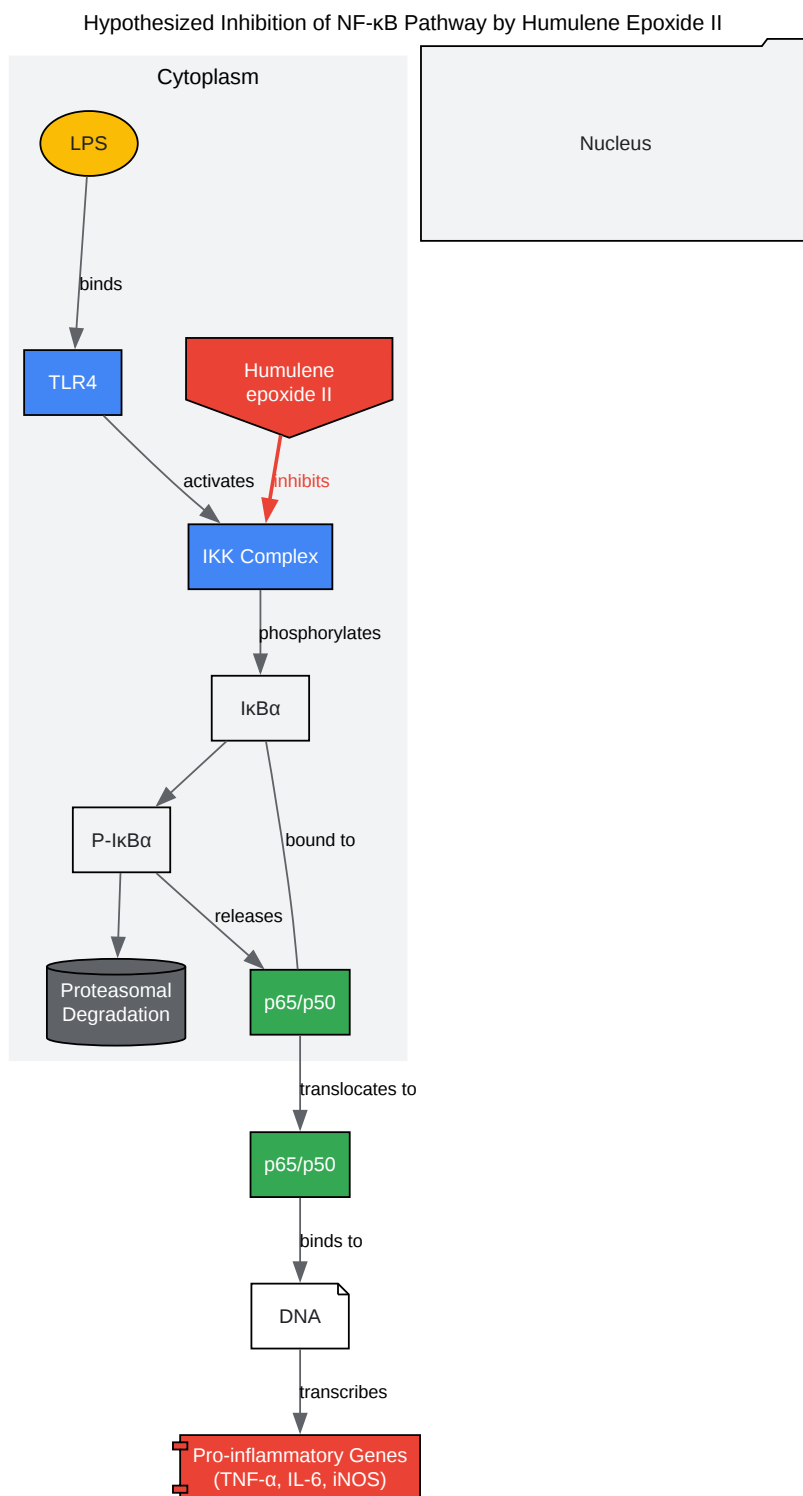 Hypothesized Inhibition of NF-κB Pathway by Humulene Epoxide II
Cytoplasm
Nucleus
LPS
binds
TLR4
Humulene
epoxide II
activates
inhibits
IKK Complex
phosphorylates
IκBα
P-IκBα
bound to
releases
Proteasomal
Degradation
p65/p50
translocates to
p65/p50
binds to
DNA
transcribes
Pro-inflammatory Genes
(TNF-α, IL-6, iNOS)